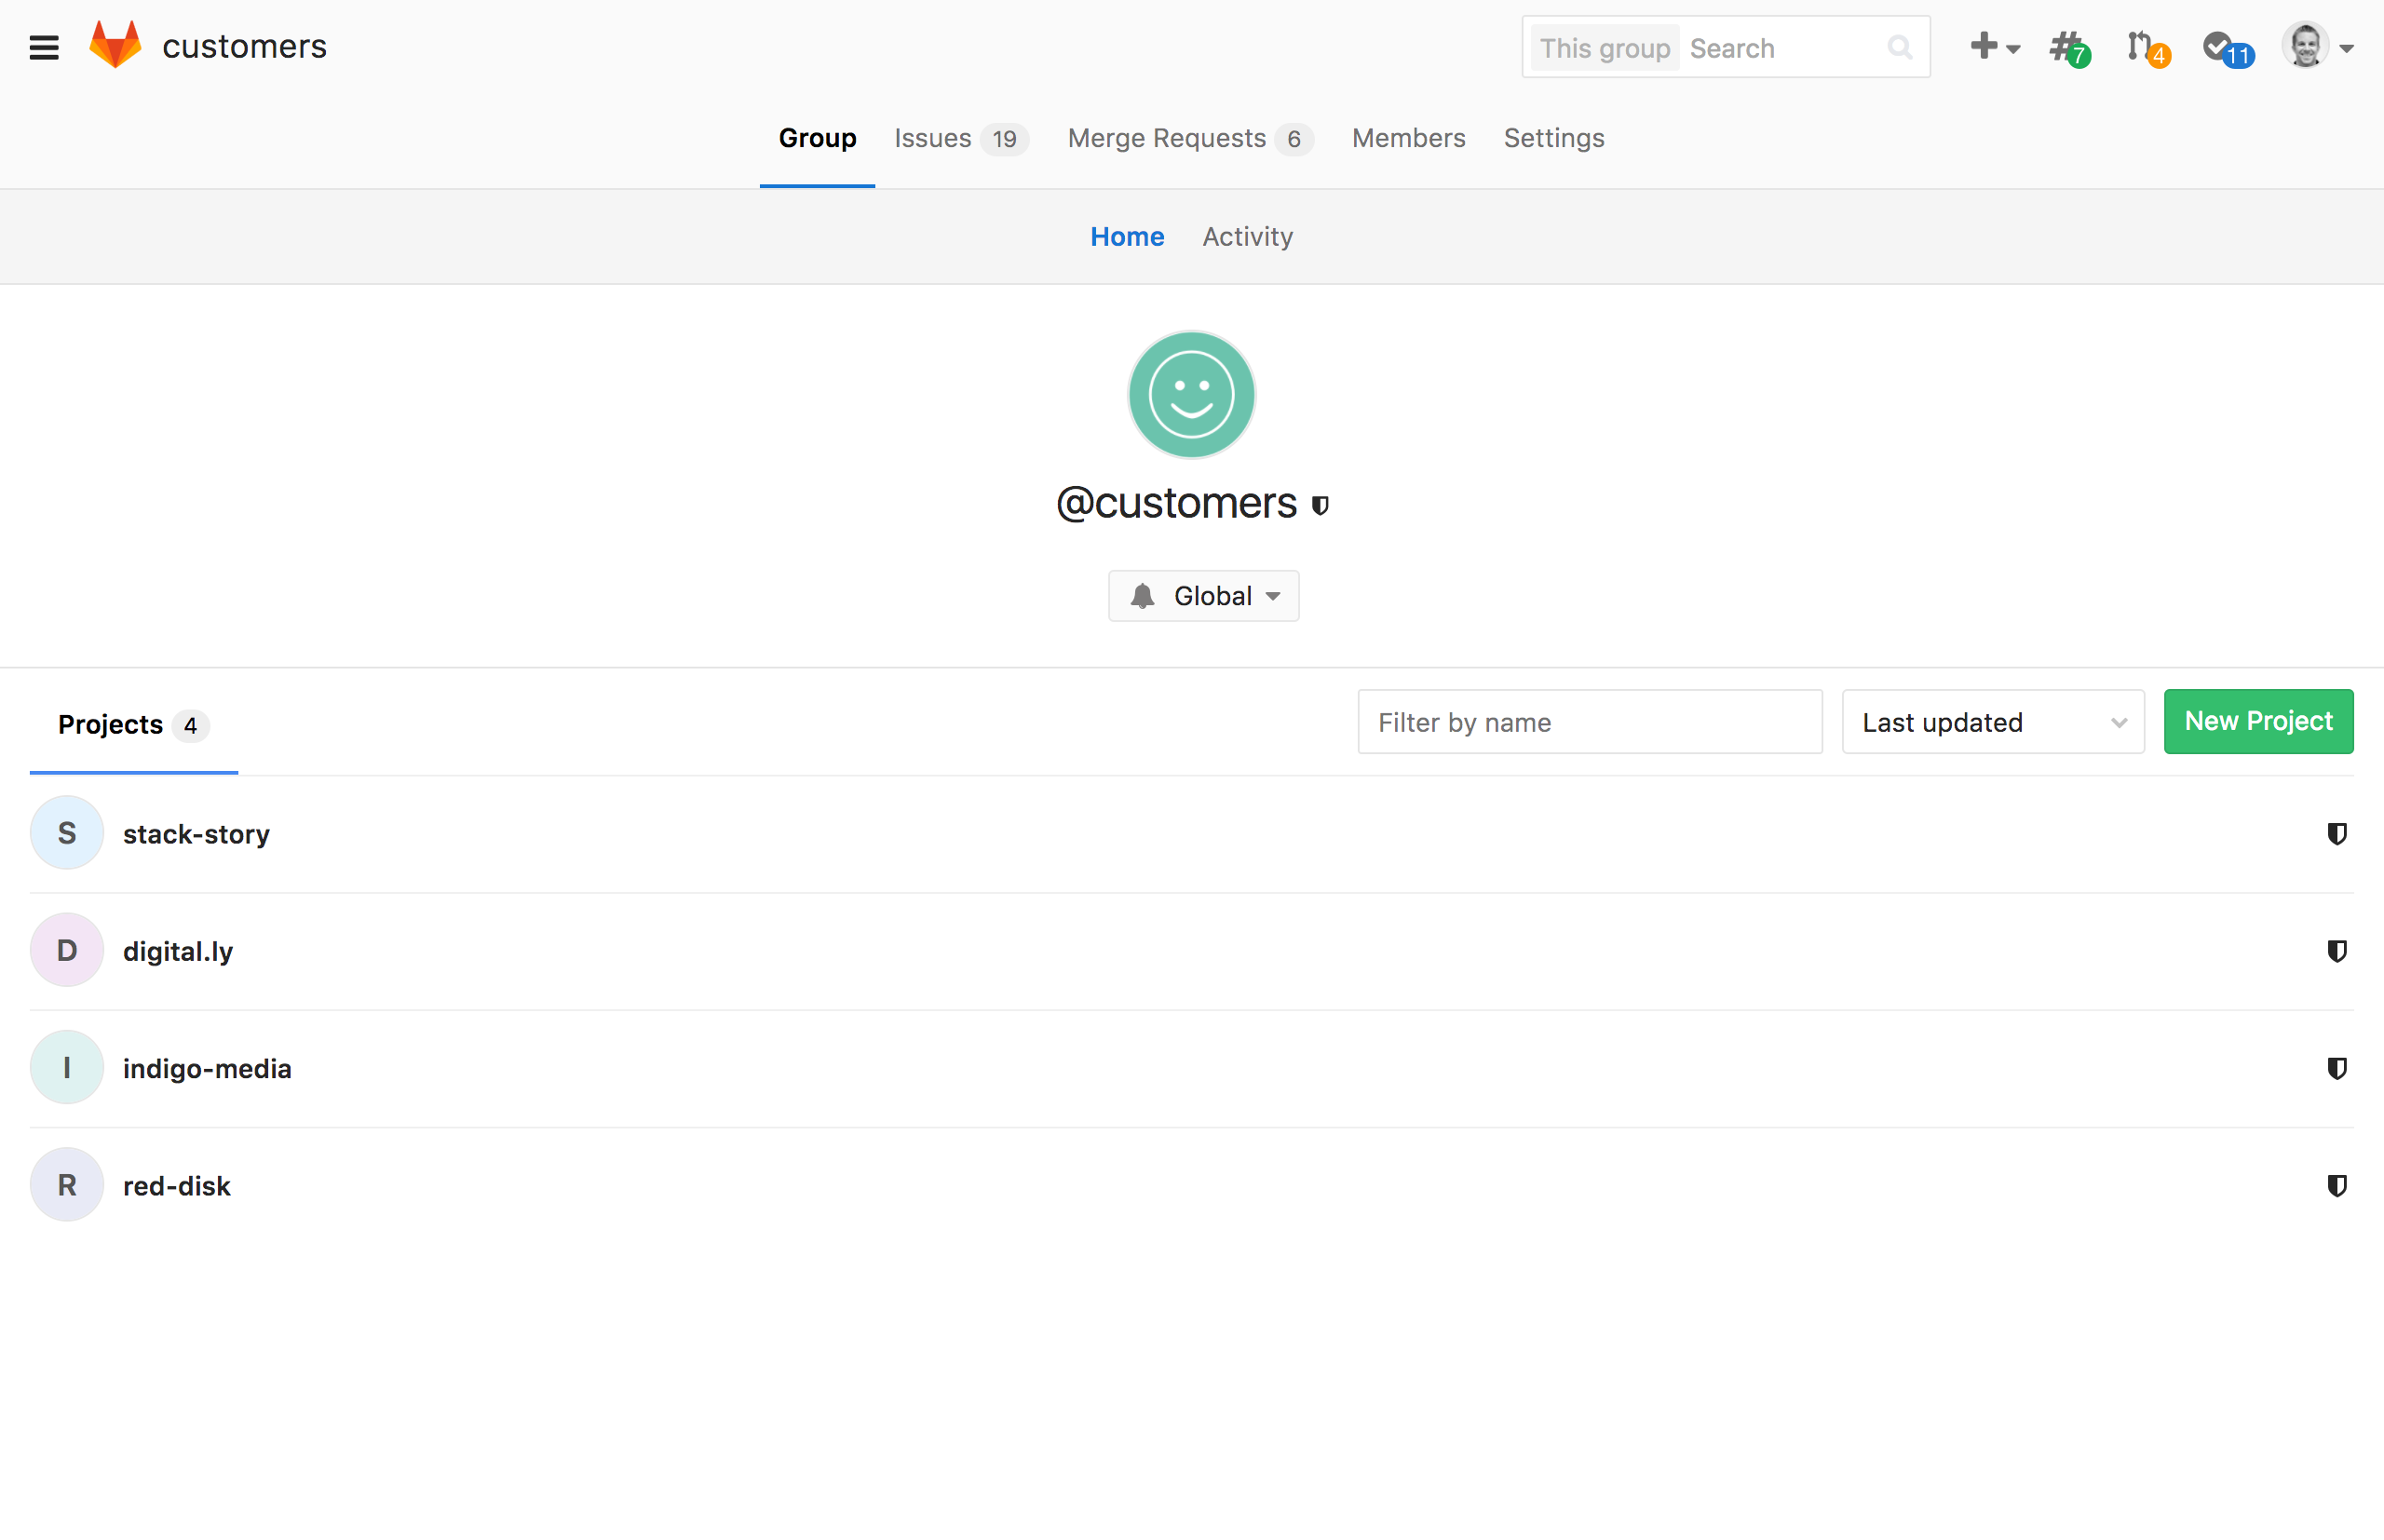 customers
This group Search
7
4
11
Group Issues 19 Merge Requests 6 Members Settings
Home Activity
@customers
Global
Projects 4 Filter by name Last updated New Project
S stack-story
D digital.ly
I indigo-media
R red-disk